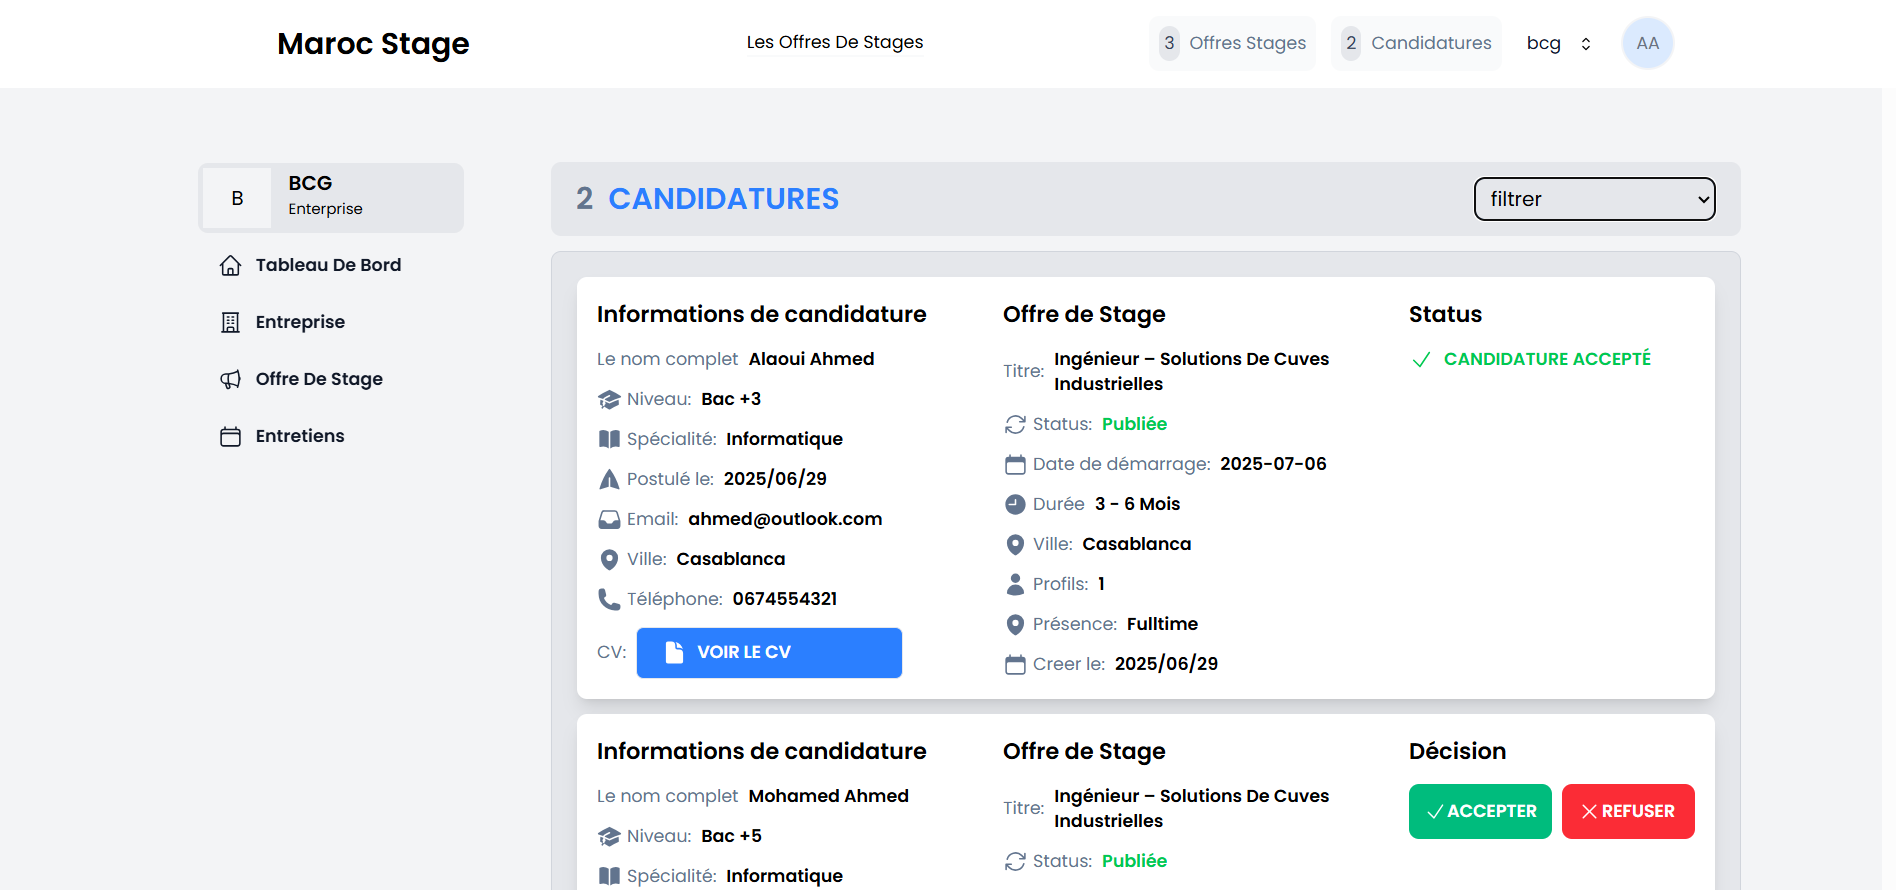 Maroc Stage
Les Offres De Stages
3 Offres Stages
2 Candidatures
bcg
AA
B
BCG
Enterprise
Tableau De Bord
Entreprise
Offre De Stage
Entretiens
2 CANDIDATURES
filtrer
Informations de candidature
Le nom complet Alaoui Ahmed
Niveau: Bac +3
Spécialité: Informatique
Postulé le: 2025/06/29
Email: ahmed@outlook.com
Ville: Casablanca
Téléphone: 0674554321
CV: VOIR LE CV
Offre de Stage
Titre: Ingénieur – Solutions De Cuves
Industrielles
Status: Publiée
Date de démarrage: 2025-07-06
Durée 3 - 6 Mois
Ville: Casablanca
Profils: 1
Présence: Fulltime
Creer le: 2025/06/29
Status
CANDIDATURE ACCEPTÉ
Informations de candidature
Le nom complet Mohamed Ahmed
Niveau: Bac +5
Spécialité: Informatique
Offre de Stage
Titre: Ingénieur – Solutions De Cuves
Industrielles
Status: Publiée
Décision
ACCEPTER
REFUSER